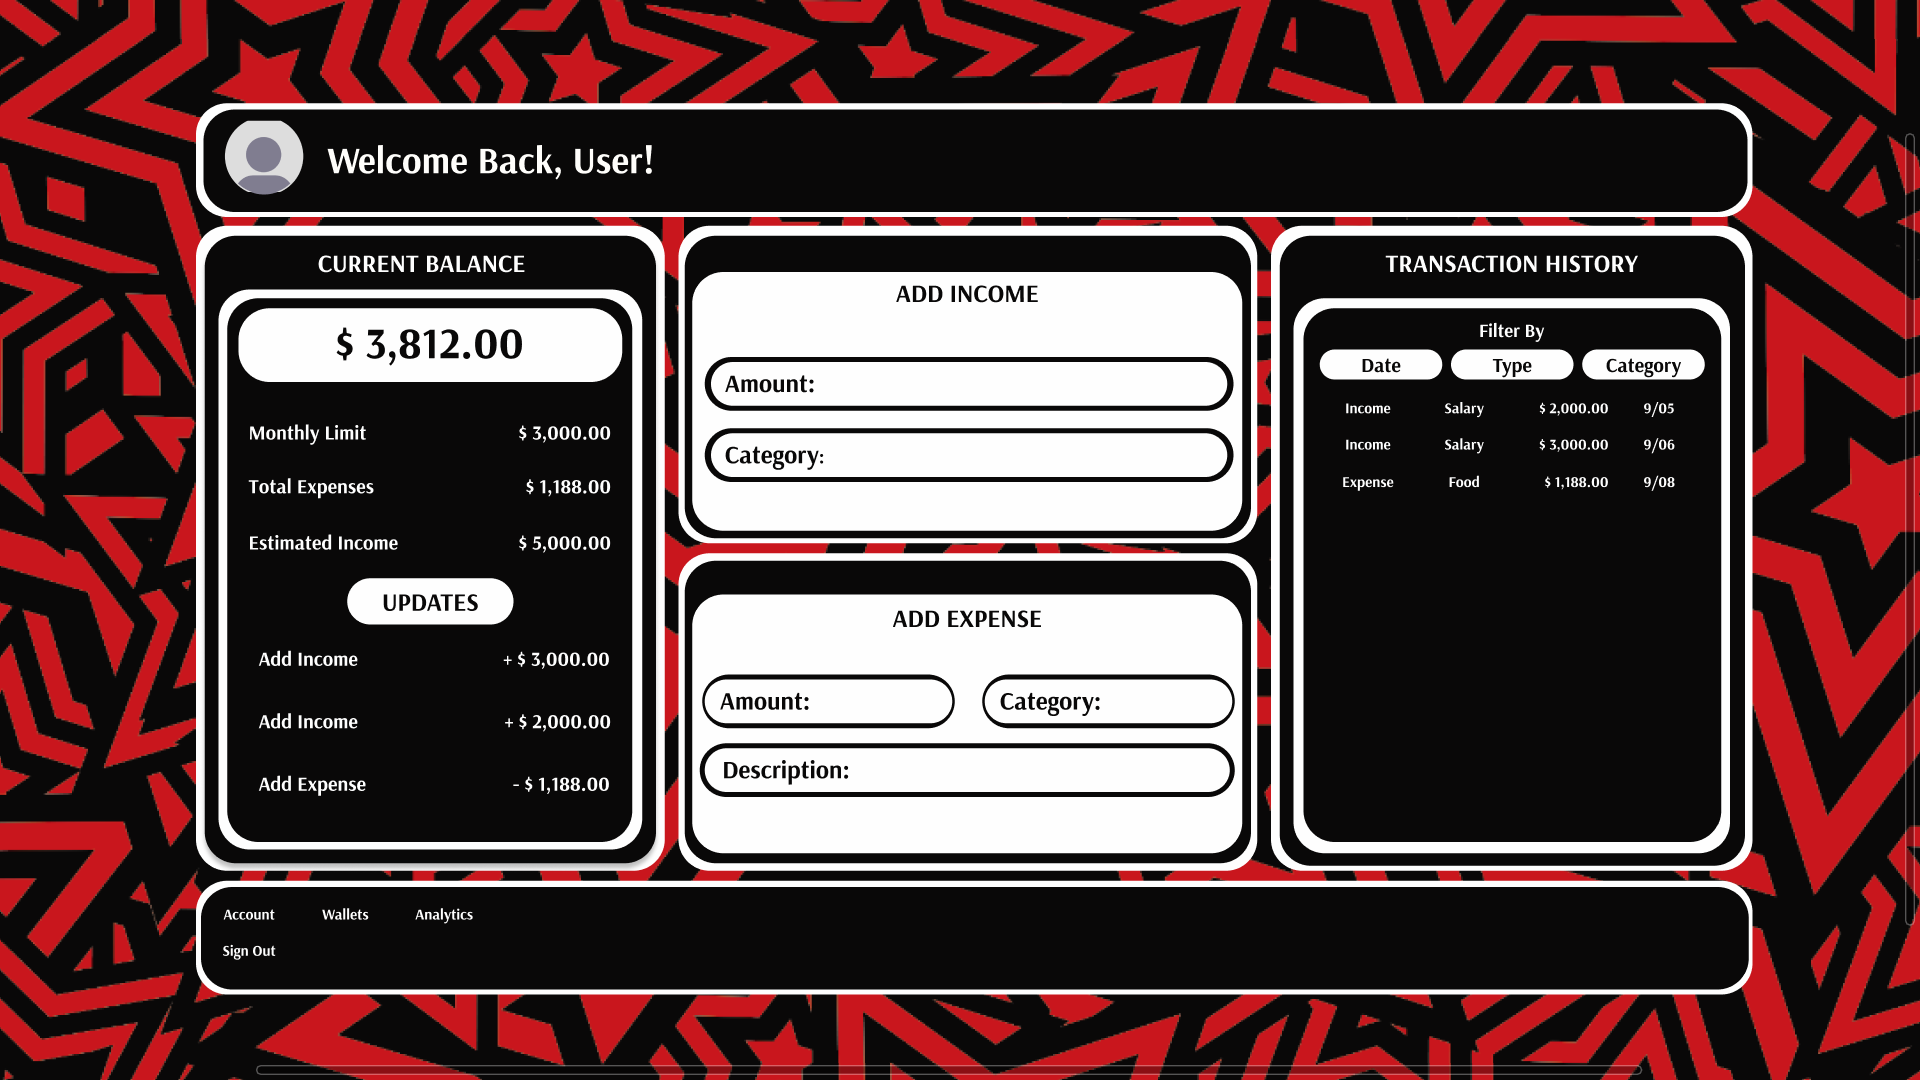 Welcome Back, User!
CURRENT BALANCE
$ 3,812.00
Monthly Limit $ 3,000.00
Total Expenses $ 1,188.00
Estimated Income $ 5,000.00
UPDATES
Add Income + $ 3,000.00
Add Income + $ 2,000.00
Add Expense - $ 1,188.00
ADD INCOME
Amount:
Category:
ADD EXPENSE
Amount: Category:
Description:
TRANSACTION HISTORY
Filter By
Date Type Category
Income Salary $ 2,000.00 9/05
Income Salary $ 3,000.00 9/06
Expense Food $ 1,188.00 9/08
Account Wallets Analytics
Sign Out